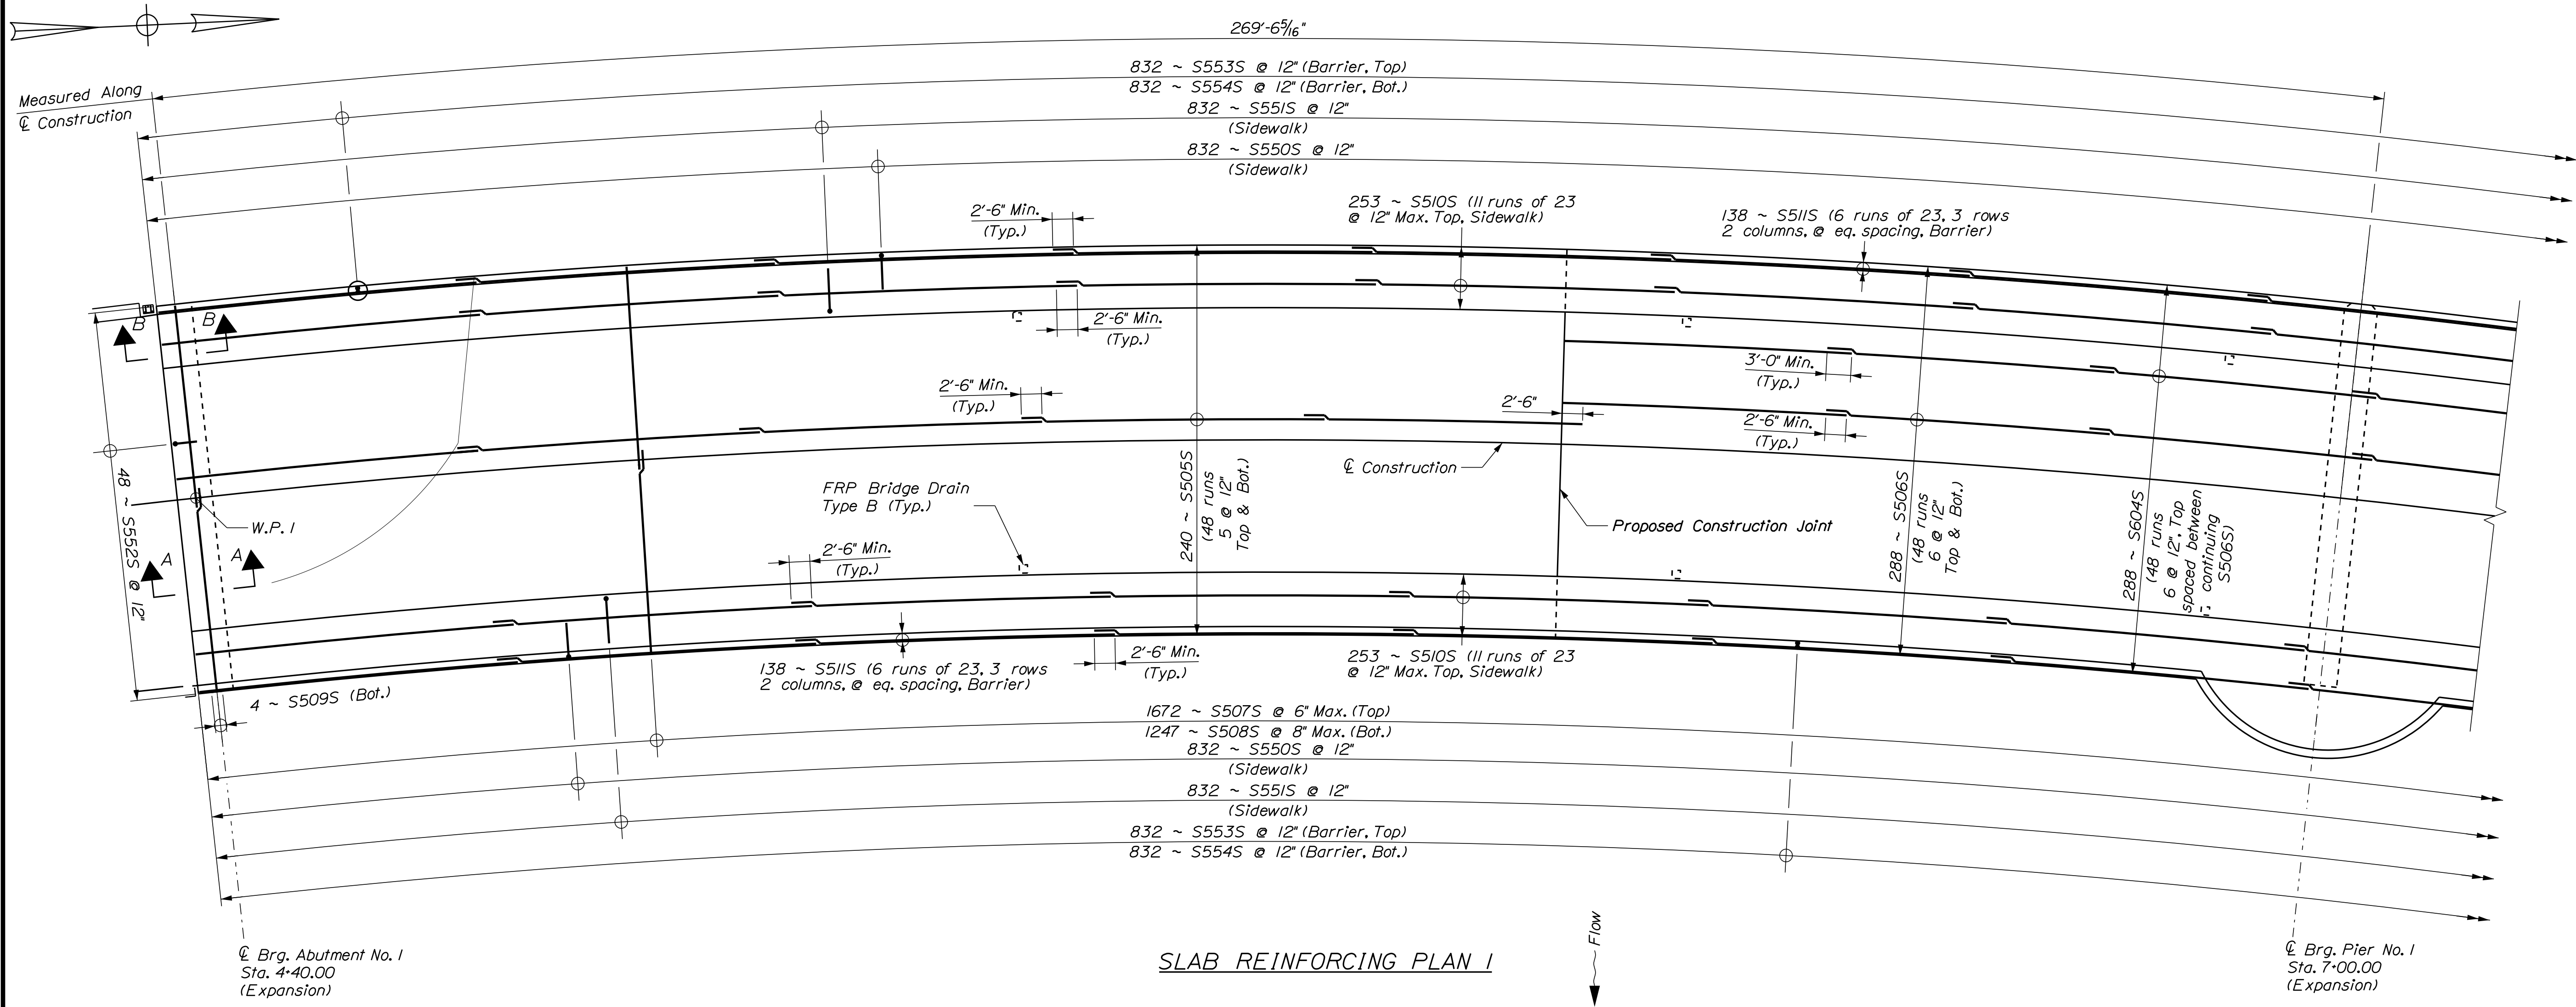 269'-6 5/16"
832 ~ S553S @ 12" (Barrier, Top)
832 ~ S554S @ 12" (Barrier, Bot.)
832 ~ S551S @ 12"
(Sidewalk)
832 ~ S550S @ 12"
(Sidewalk)
Measured Along
℄ Construction
2'-6" Min.
(Typ.)
253 ~ S510S (11 runs of 23
@ 12" Max. Top, Sidewalk)
138 ~ S511S (6 runs of 23, 3 rows
2 columns, @ eq. spacing, Barrier)
B
B
2'-6" Min.
(Typ.)
3'-0" Min.
(Typ.)
2'-6" Min.
(Typ.)
2'-6"
2'-6" Min.
(Typ.)
℄ Construction
FRP Bridge Drain
Type B (Typ.)
W.P. 1
Proposed Construction Joint
48 ~ S552S @ 12"
A
A
2'-6" Min.
(Typ.)
240 ~ S505S
(48 runs
5 @ 12"
Top & Bot.)
288 ~ S506S
(48 runs
6 @ 12"
Top & Bot.)
288 ~ S604S
(48 runs
6 @ 12", Top
spaced between
continuing
S506S)
4 ~ S509S (Bot.)
138 ~ S511S (6 runs of 23, 3 rows
2 columns, @ eq. spacing, Barrier)
2'-6" Min.
(Typ.)
253 ~ S510S (11 runs of 23
@ 12" Max. Top, Sidewalk)
1672 ~ S507S @ 6" Max. (Top)
1247 ~ S508S @ 8" Max. (Bot.)
832 ~ S550S @ 12"
(Sidewalk)
832 ~ S551S @ 12"
(Sidewalk)
832 ~ S553S @ 12" (Barrier, Top)
832 ~ S554S @ 12" (Barrier, Bot.)
℄ Brg. Abutment No. 1
Sta. 4+40.00
(Expansion)
SLAB REINFORCING PLAN 1
Flow
℄ Brg. Pier No. 1
Sta. 7+00.00
(Expansion)